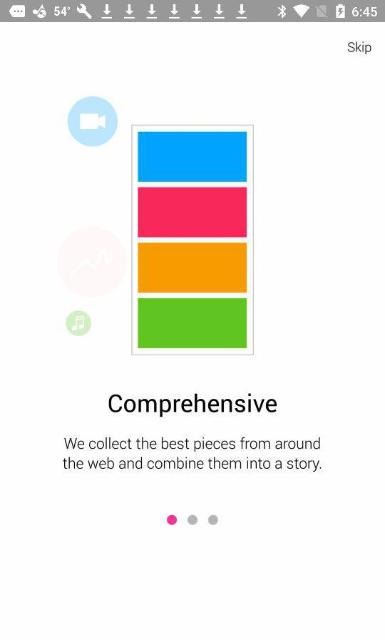 54°
6:45
Skip
Comprehensive
We collect the best pieces from around
the web and combine them into a story.